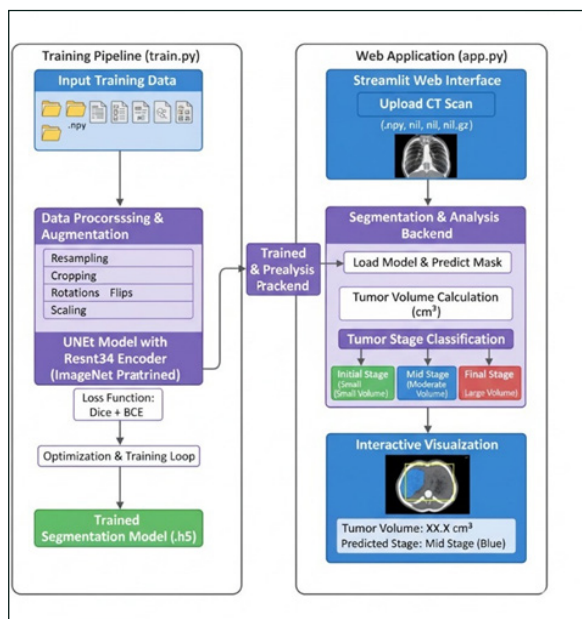 Training Pipeline (train.py)
Input Training Data
.npy
Data Procorsssing &
Augmentation
Resampling
Cropping
Rotations Flips
Scaling
UNEt Model with
Resnt34 Encoder
(ImageNet Pratrined)
Loss Function:
Dice + BCE
Optimization & Training Loop
Trained
Segmentation Model (.h5)
Trained
& Prealysis
Prackend
Web Application (app.py)
Streamlit Web Interface
Upload CT Scan
(.npy, nil, nil, nil.gz)
Segmentation & Analysis
Backend
Load Model & Predict Mask
Tumor Volume Calculation
(cm³)
Tumor Stage Classification
Initial Stage
(Small
(Small Volume)
Mid Stage
(Moderate
Volume)
Final Stage
(
Large Volume)
Interactive Visuaization
Tumor Volume: XX.X cm³
Predicted Stage: Mid Stage (Blue)